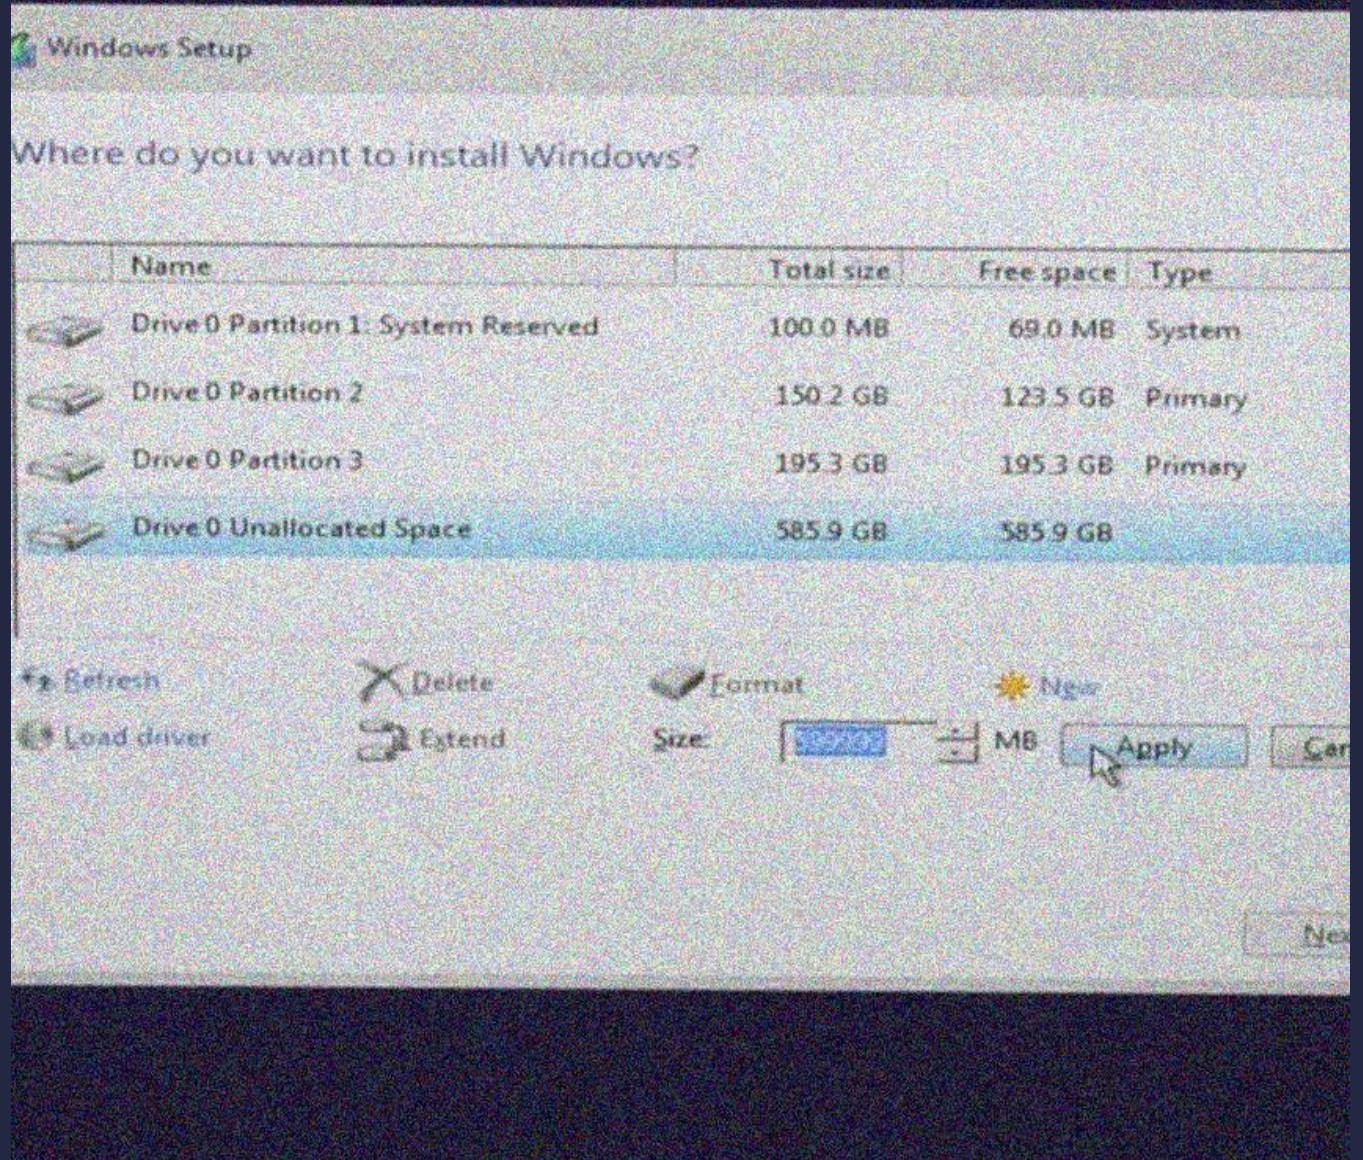 Windows Setup
Where do you want to install Windows?
Name Total size Free space Type
Drive 0 Partition 1: System Reserved 100.0 MB 69.0 MB System
Drive 0 Partition 2 150.2 GB 123.5 GB Primary
Drive 0 Partition 3 195.3 GB 195.3 GB Primary
Drive 0 Unallocated Space 585.9 GB 585.9 GB
Refresh Delete Format New
Load driver Extend Size: MB Apply